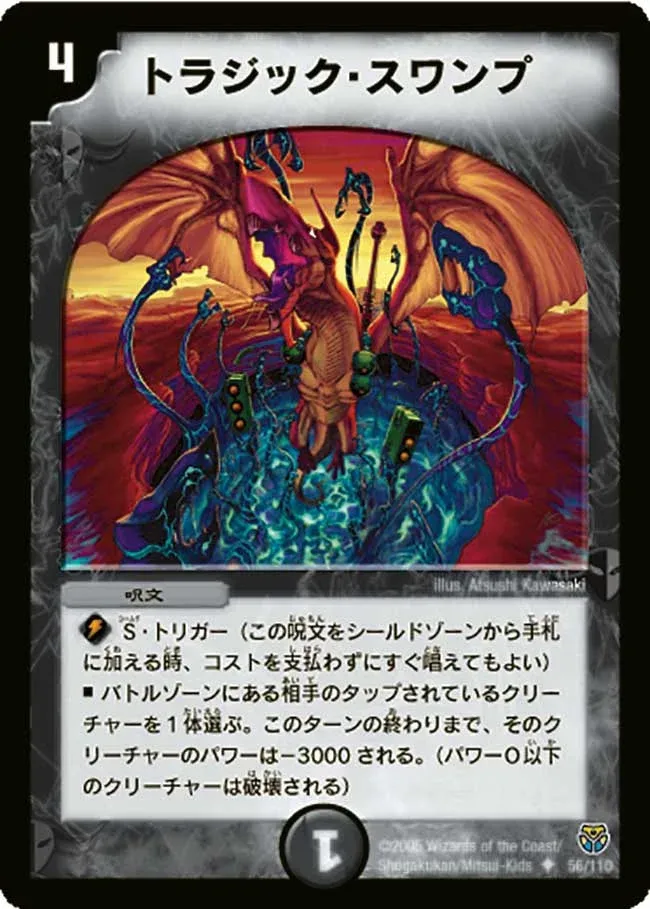 4
トラジック・スワンプ
illus. Atsushi Kawasaki
呪文
S・トリガー（この呪文をシールドゾーンから手札
に加える時、コストを支払わずにすぐ唱えてもよい）
■ バトルゾーンにある相手のタップされているクリー
チャーを1体選ぶ。このターンの終わりまで、そのク
リーチャーのパワーは−3000される。（パワー0以下
のクリーチャーは破壊される）
1
©2005 Wizards of the Coast/
Shogakukan/Mitsui-Kids ◆ 56/110